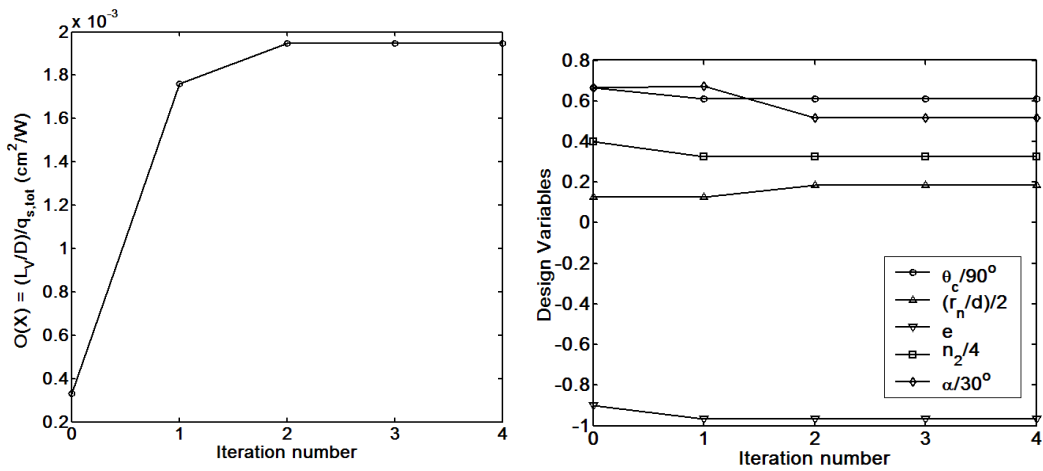 x 10^-3
2
1.8
1.6
1.4
1.2
1
0.8
0.6
0.4
0.2
0 1 2 3 4
Iteration number
O(X) = (L_V/D)/q_s,tot (cm^2/W)
0.8
0.6
0.4
0.2
0
-0.2
-0.4
-0.6
-0.8
-1
0 1 2 3 4
Iteration number
Design Variables
θ_c/90°
(r_n/d)/2
e
n_2/4
α/30°